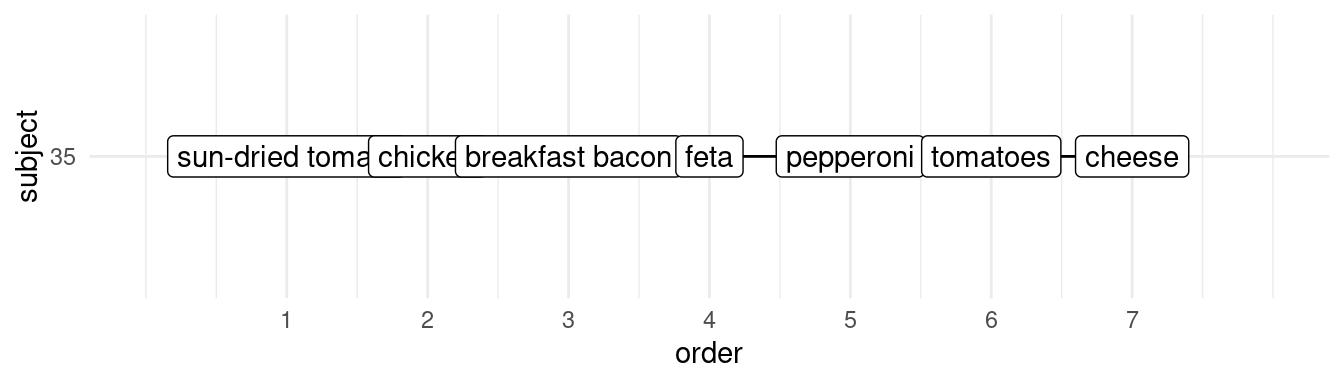 subject
35
sun-dried toma
chicke
breakfast bacon
feta
pepperoni
tomatoes
cheese
1 2 3 4 5 6 7
order